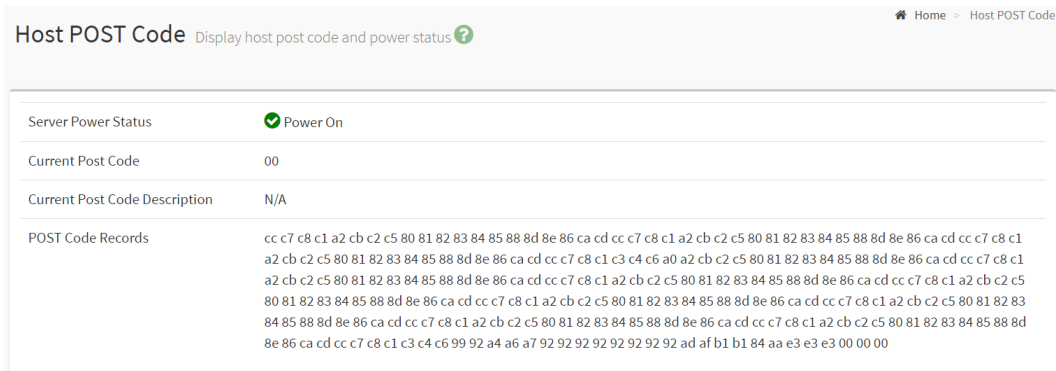 Home > Host POST Code
Host POST Code Display host post code and power status ?
Server Power Status Power On
Current Post Code 00
Current Post Code Description N/A
POST Code Records cc c7 c8 c1 a2 cb c2 c5 80 81 82 83 84 85 88 8d 8e 86 ca cd cc c7 c8 c1 a2 cb c2 c5 80 81 82 83 84 85 88 8d 8e 86 ca cd cc c7 c8 c1
a2 cb c2 c5 80 81 82 83 84 85 88 8d 8e 86 ca cd cc c7 c8 c1 c3 c4 c6 a0 a2 cb c2 c5 80 81 82 83 84 85 88 8d 8e 86 ca cd cc c7 c8 c1
a2 cb c2 c5 80 81 82 83 84 85 88 8d 8e 86 ca cd cc c7 c8 c1 a2 cb c2 c5 80 81 82 83 84 85 88 8d 8e 86 ca cd cc c7 c8 c1 a2 cb c2 c5
80 81 82 83 84 85 88 8d 8e 86 ca cd cc c7 c8 c1 a2 cb c2 c5 80 81 82 83 84 85 88 8d 8e 86 ca cd cc c7 c8 c1 a2 cb c2 c5 80 81 82 83
84 85 88 8d 8e 86 ca cd cc c7 c8 c1 a2 cb c2 c5 80 81 82 83 84 85 88 8d 8e 86 ca cd cc c7 c8 c1 a2 cb c2 c5 80 81 82 83 84 85 88 8d
8e 86 ca cd cc c7 c8 c1 c3 c4 c6 99 92 a4 a6 a7 92 92 92 92 92 92 92 92 ad af b1 b1 84 aa e3 e3 e3 00 00 00